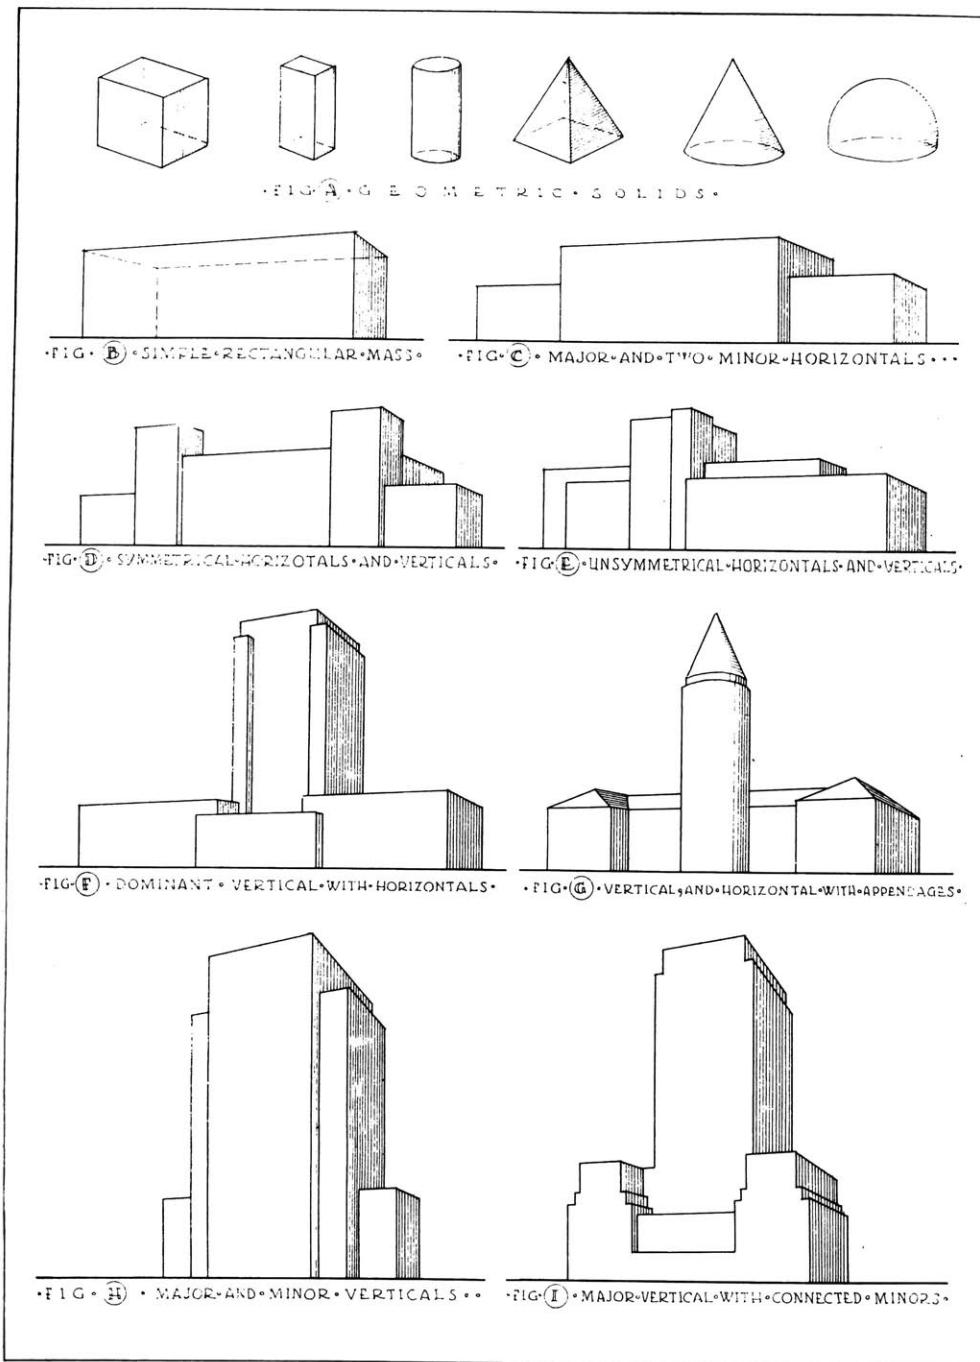 ·FIG·A·GEOMETRIC·SOLIDS·
·FIG·B·SIMPLE·RECTANGULAR·MASS·
·FIG·C·MAJOR·AND·TWO·MINOR·HORIZONTALS···
·FIG·D·SYMMETRICAL·HORIZOTALS·AND·VERTICALS·
·FIG·E·UNSYMMETRICAL·HORIZONTALS·AND·VERTICALS·
·FIG·F·DOMINANT·VERTICAL·WITH·HORIZONTALS·
·FIG·G·VERTICAL,AND·HORIZONTAL·WITH·APPENDAGES·
·FIG·H·MAJOR·AND·MINOR·VERTICALS··
·FIG·I·MAJOR·VERTICAL·WITH·CONNECTED·MINORS·